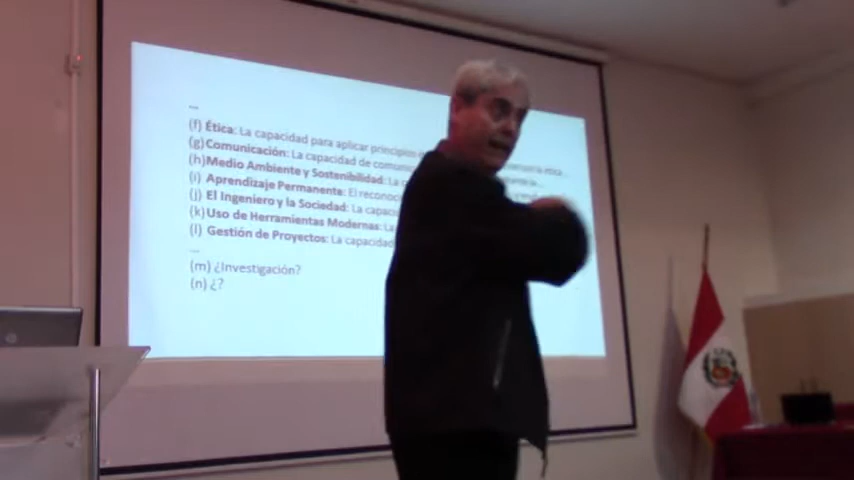 ...
(f) Ética: La capacidad para aplicar principios
(g) Comunicación: La capacidad de comuni
(h) Medio Ambiente y Sostenibilidad: La c
(i) Aprendizaje Permanente: El reconoc
(j) El Ingeniero y la Sociedad: La capac
(k) Uso de Herramientas Modernas: La
(l) Gestión de Proyectos: La capacidad
...
(m) ¿Investigación?
(n) ¿?